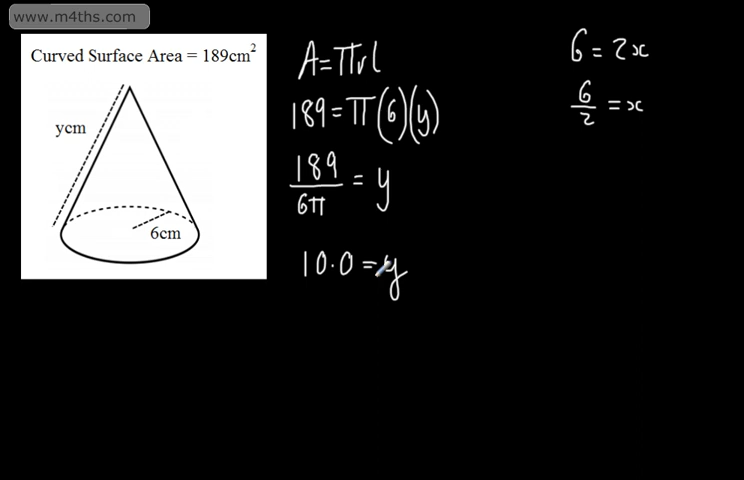 www.m4ths.com
Curved Surface Area = 189cm²
ycm
6cm
A=πrl
189=π(6)(y)
189/6π = y
10.0=y
6=2x
6/2=x